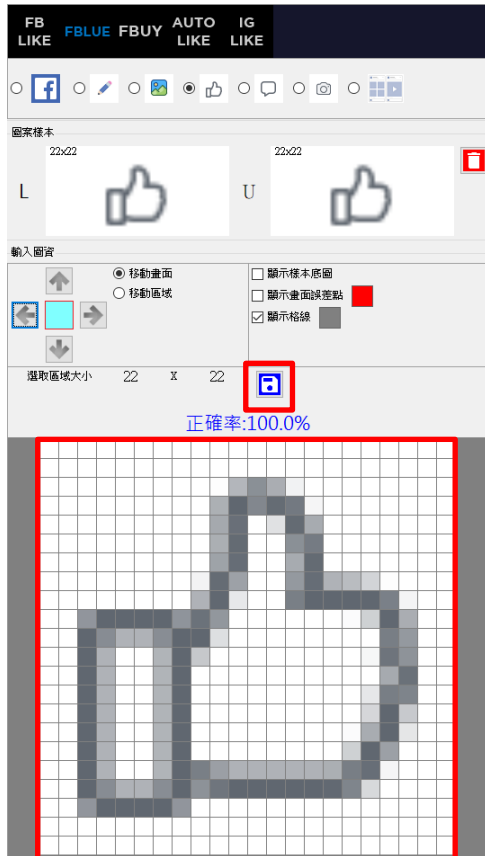 FB LIKE FBLUE FBUY AUTO LIKE IG LIKE
圖案樣本
L 22x22 U 22x22
輸入圖資
移動畫面
移動區域
顯示樣本底圖
顯示畫面誤差點
顯示格線
選取區域大小 22 X 22
正確率:100.0%